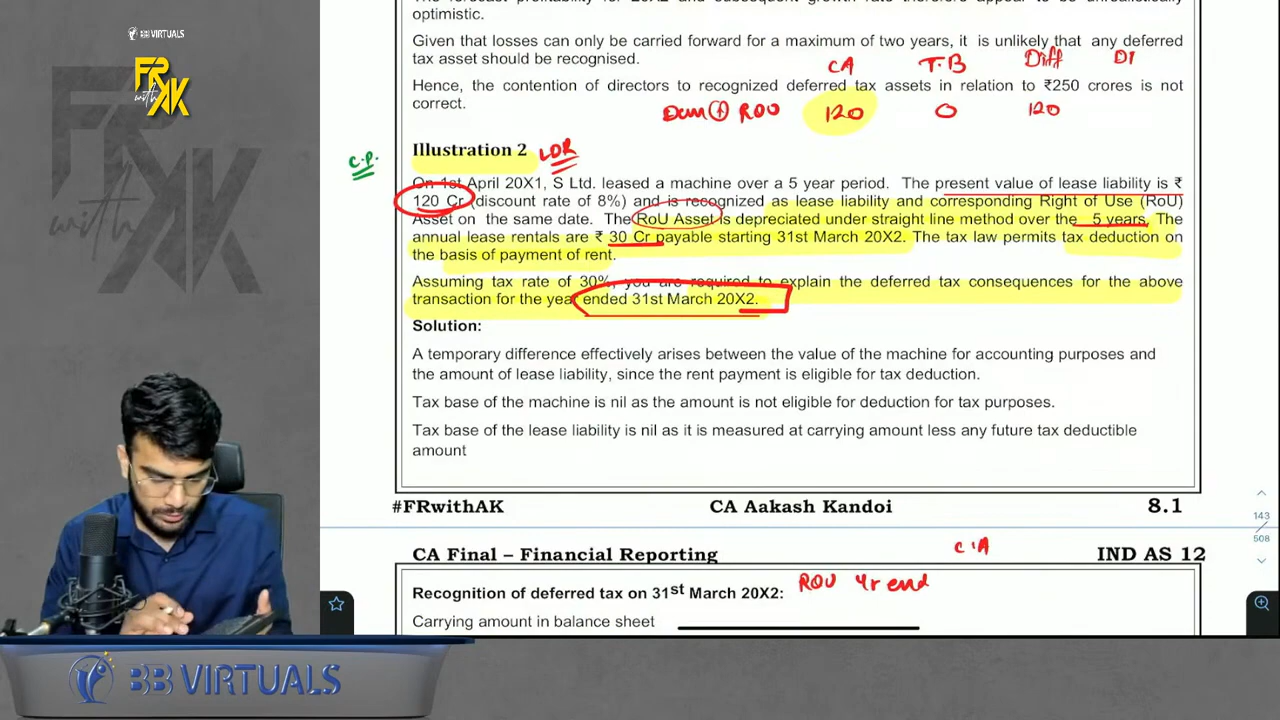 BB VIRTUALS
FR
with
AK
optimistic.
Given that losses can only be carried forward for a maximum of two years, it is unlikely that any deferred
tax asset should be recognised.
CA T.B Diff
Hence, the contention of directors to recognized deferred tax assets in relation to ₹250 crores is not
correct.
ROU 120 0 120
Illustration 2 LOR
C.P.
On 1st April 20X1, S Ltd. leased a machine over a 5 year period. The present value of lease liability is ₹
120 Cr (discount rate of 8%) and is recognized as lease liability and corresponding Right of Use (RoU)
Asset on the same date. The RoU Asset is depreciated under straight line method over the 5 years. The
annual lease rentals are ₹ 30 Cr payable starting 31st March 20X2. The tax law permits tax deduction on
the basis of payment of rent.
Assuming tax rate of 30%, you are required to explain the deferred tax consequences for the above
transaction for the year ended 31st March 20X2.
Solution:
A temporary difference effectively arises between the value of the machine for accounting purposes and
the amount of lease liability, since the rent payment is eligible for tax deduction.
Tax base of the machine is nil as the amount is not eligible for deduction for tax purposes.
Tax base of the lease liability is nil as it is measured at carrying amount less any future tax deductible
amount
#FRwithAK CA Aakash Kandoi 8.1
143
508
CA Final – Financial Reporting C.A IND AS 12
Recognition of deferred tax on 31st March 20X2: ROU Yr end
Carrying amount in balance sheet
BB VIRTUALS